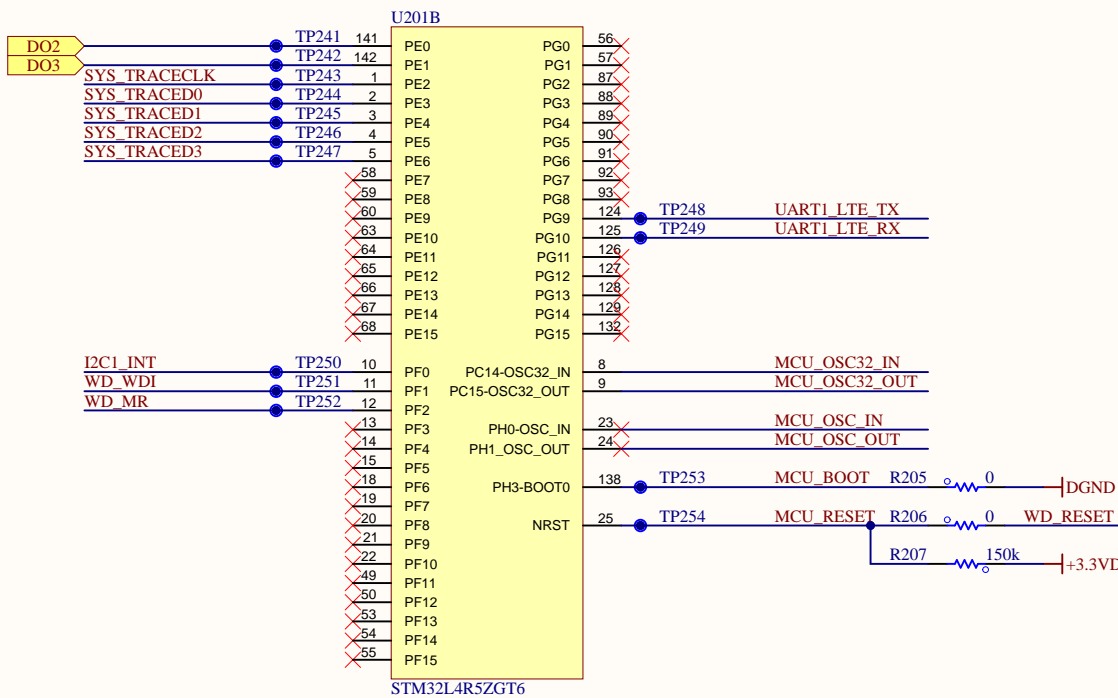 U201B
DO2 TP241 141 PE0 PG0 56
DO3 TP242 142 PE1 PG1 57
SYS_TRACECLK TP243 1 PE2 PG2 87
SYS_TRACED0 TP244 2 PE3 PG3 88
SYS_TRACED1 TP245 3 PE4 PG4 89
SYS_TRACED2 TP246 4 PE5 PG5 90
SYS_TRACED3 TP247 5 PE6 PG6 91
58 PE7 PG7 92
59 PE8 PG8 93
60 PE9 PG9 124 TP248 UART1_LTE_TX
63 PE10 PG10 125 TP249 UART1_LTE_RX
64 PE11 PG11 126
65 PE12 PG12 127
66 PE13 PG13 128
67 PE14 PG14 129
68 PE15 PG15 132
I2C1_INT TP250 10 PF0 PC14-OSC32_IN 8 MCU_OSC32_IN
WD_WDI TP251 11 PF1 PC15-OSC32_OUT 9 MCU_OSC32_OUT
WD_MR TP252 12 PF2
13 PF3 PH0-OSC_IN 23 MCU_OSC_IN
14 PF4 PH1_OSC_OUT 24 MCU_OSC_OUT
15 PF5
18 PF6 PH3-BOOT0 138 TP253 MCU_BOOT R205 0 DGND
19 PF7
20 PF8 NRST 25 TP254 MCU_RESET R206 0 WD_RESET
21 PF9
22 PF10 R207 150k +3.3VD
49 PF11
50 PF12
53 PF13
54 PF14
55 PF15
STM32L4R5ZGT6